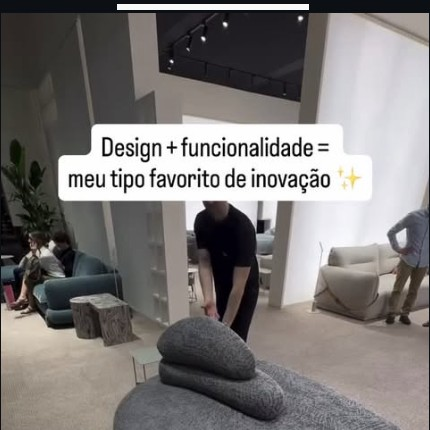 Design + funcionalidade =
meu tipo favorito de inovação ✨